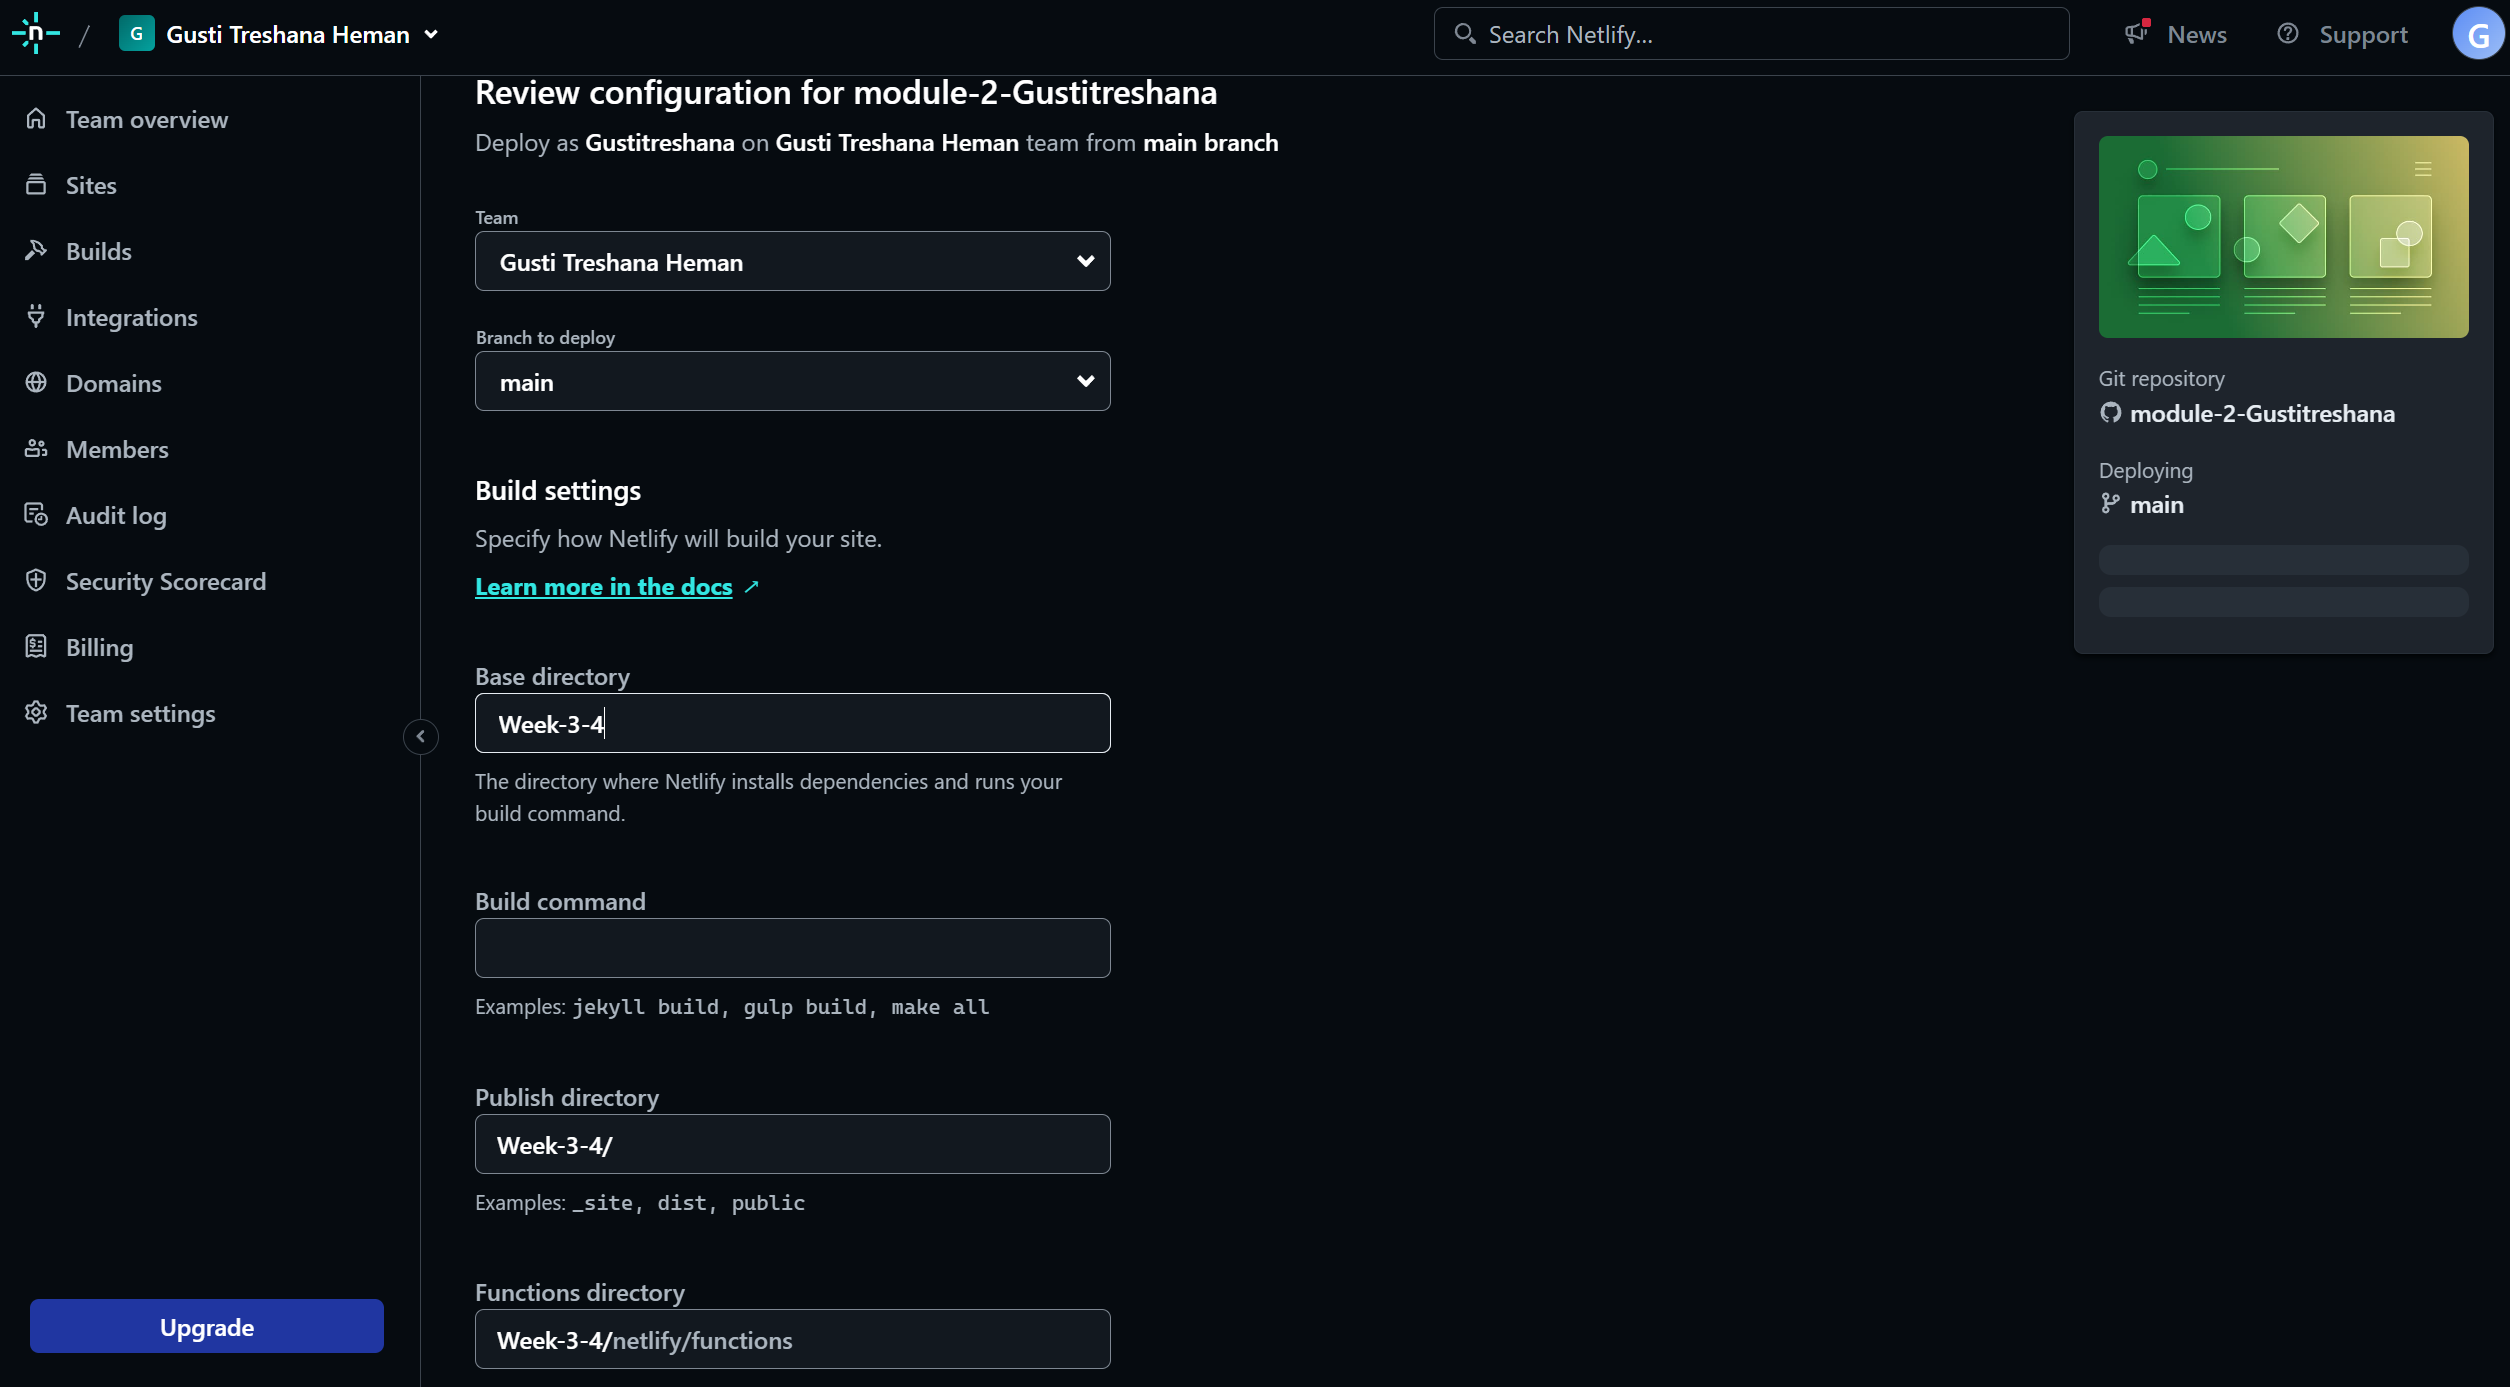 n / G Gusti Treshana Heman
Search Netlify...
News
Support
G
Team overview
Sites
Builds
Integrations
Domains
Members
Audit log
Security Scorecard
Billing
Team settings
Upgrade
Review configuration for module-2-Gustitreshana
Deploy as Gustitreshana on Gusti Treshana Heman team from main branch
Team
Gusti Treshana Heman
Branch to deploy
main
Build settings
Specify how Netlify will build your site.
Learn more in the docs ↗
Base directory
Week-3-4
The directory where Netlify installs dependencies and runs your
build command.
Build command
Examples: jekyll build, gulp build, make all
Publish directory
Week-3-4/
Examples: _site, dist, public
Functions directory
Week-3-4/netlify/functions
Git repository
module-2-Gustitreshana
Deploying
main